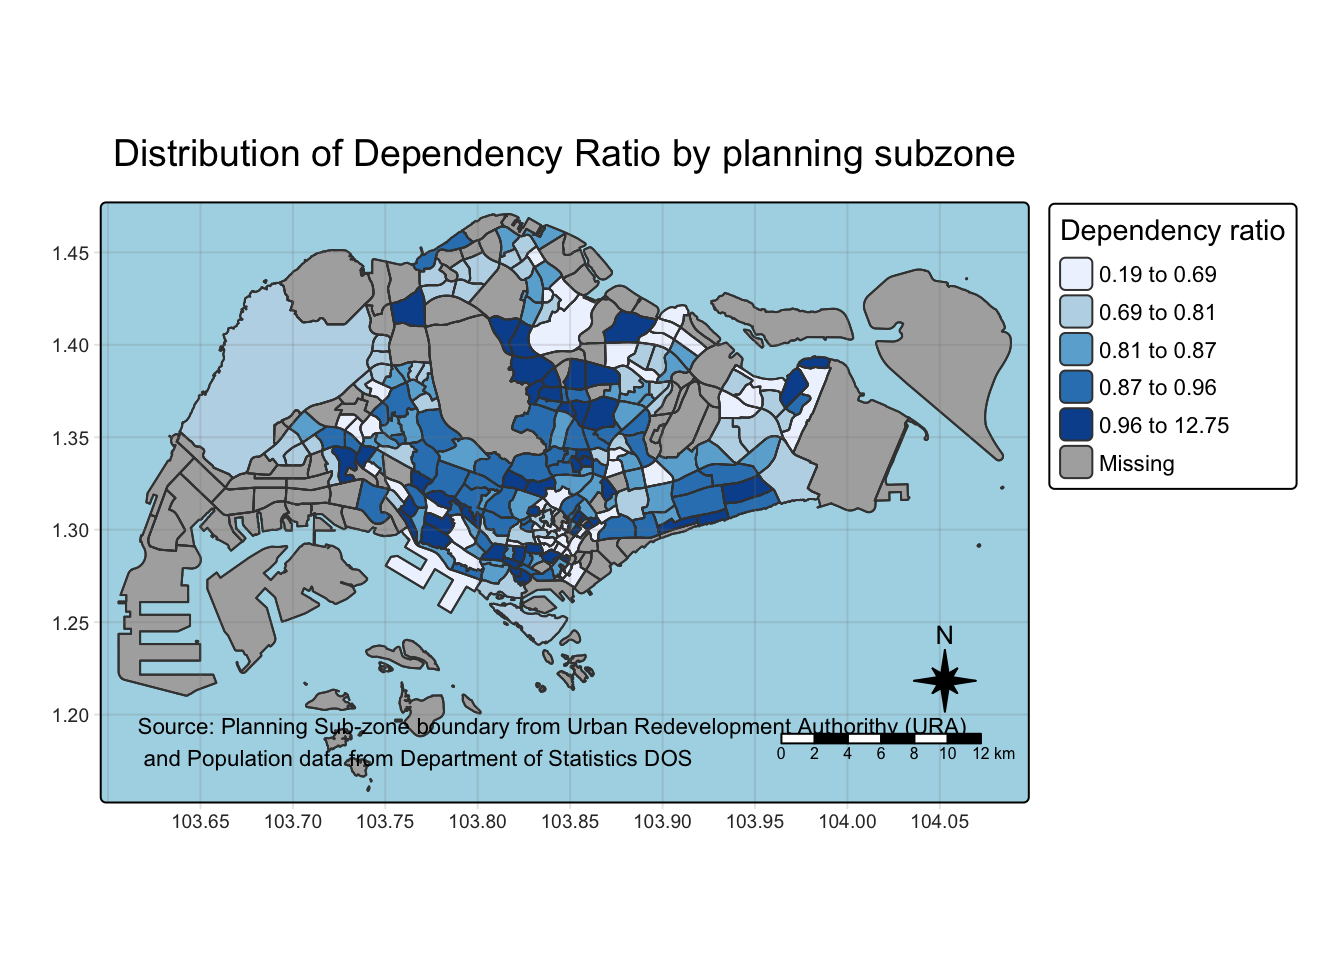 Distribution of Dependency Ratio by planning subzone
Dependency ratio
0.19 to 0.69
0.69 to 0.81
0.81 to 0.87
0.87 to 0.96
0.96 to 12.75
Missing
1.45
1.40
1.35
1.30
1.25
1.20
N
Source: Planning Sub-zone boundary from Urban Redevelopment Authorithy (URA)
and Population data from Department of Statistics DOS
0 2 4 6 8 10 12 km
103.65 103.70 103.75 103.80 103.85 103.90 103.95 104.00 104.05